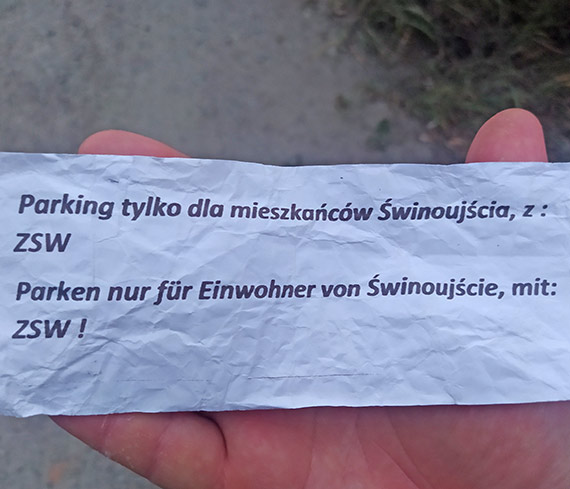 Parking tylko dla mieszkańców Świnoujścia, z :
ZSW
Parken nur für Einwohner von Świnoujście, mit:
ZSW !